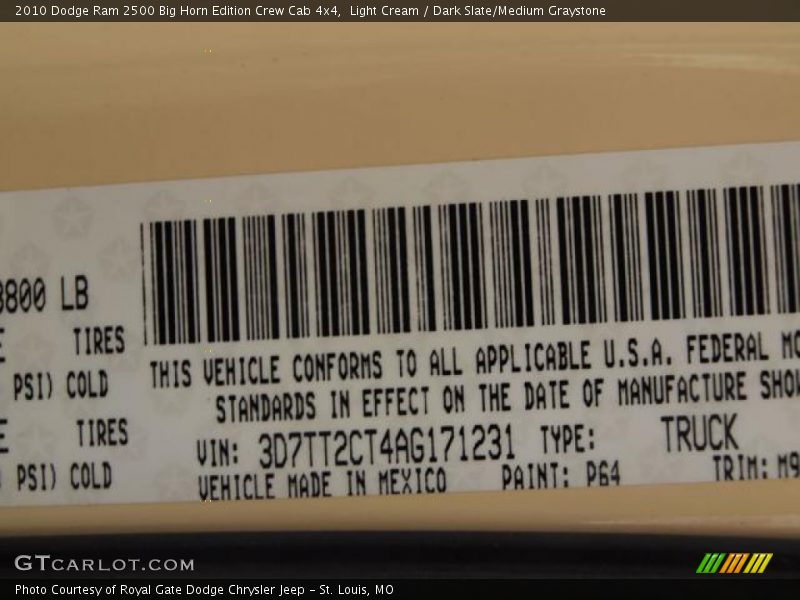 2010 Dodge Ram 2500 Big Horn Edition Crew Cab 4x4,  Light Cream / Dark Slate/Medium Graystone
800 LB
TIRES
PSI) COLD
TIRES
PSI) COLD
THIS VEHICLE CONFORMS TO ALL APPLICABLE U.S.A. FEDERAL
STANDARDS IN EFFECT ON THE DATE OF MANUFACTURE
VIN: 3D7TT2CT4AG171231 TYPE: TRUCK
VEHICLE MADE IN MEXICO PAINT: P64 TRIM: M9
GTCARLOT.COM
Photo Courtesy of Royal Gate Dodge Chrysler Jeep - St. Louis, MO